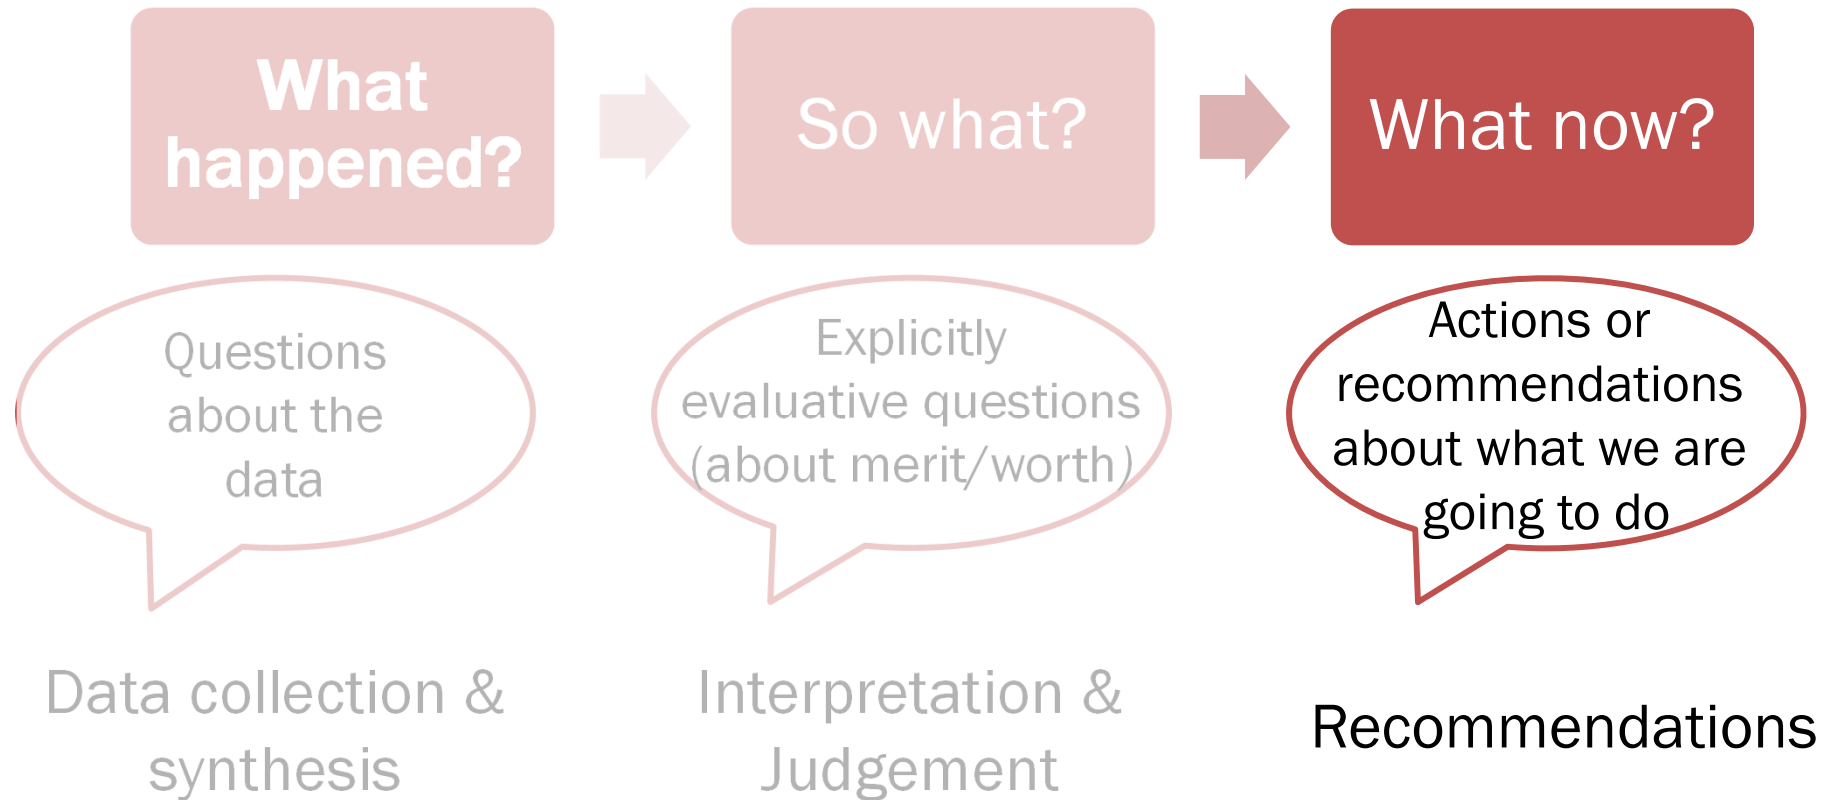 What
happened?
So what?
What now?
Questions
about the
data
Explicitly
evaluative questions
(about merit/worth)
Actions or
recommendations
about what we are
going to do
Data collection &
synthesis
Interpretation &
Judgement
Recommendations